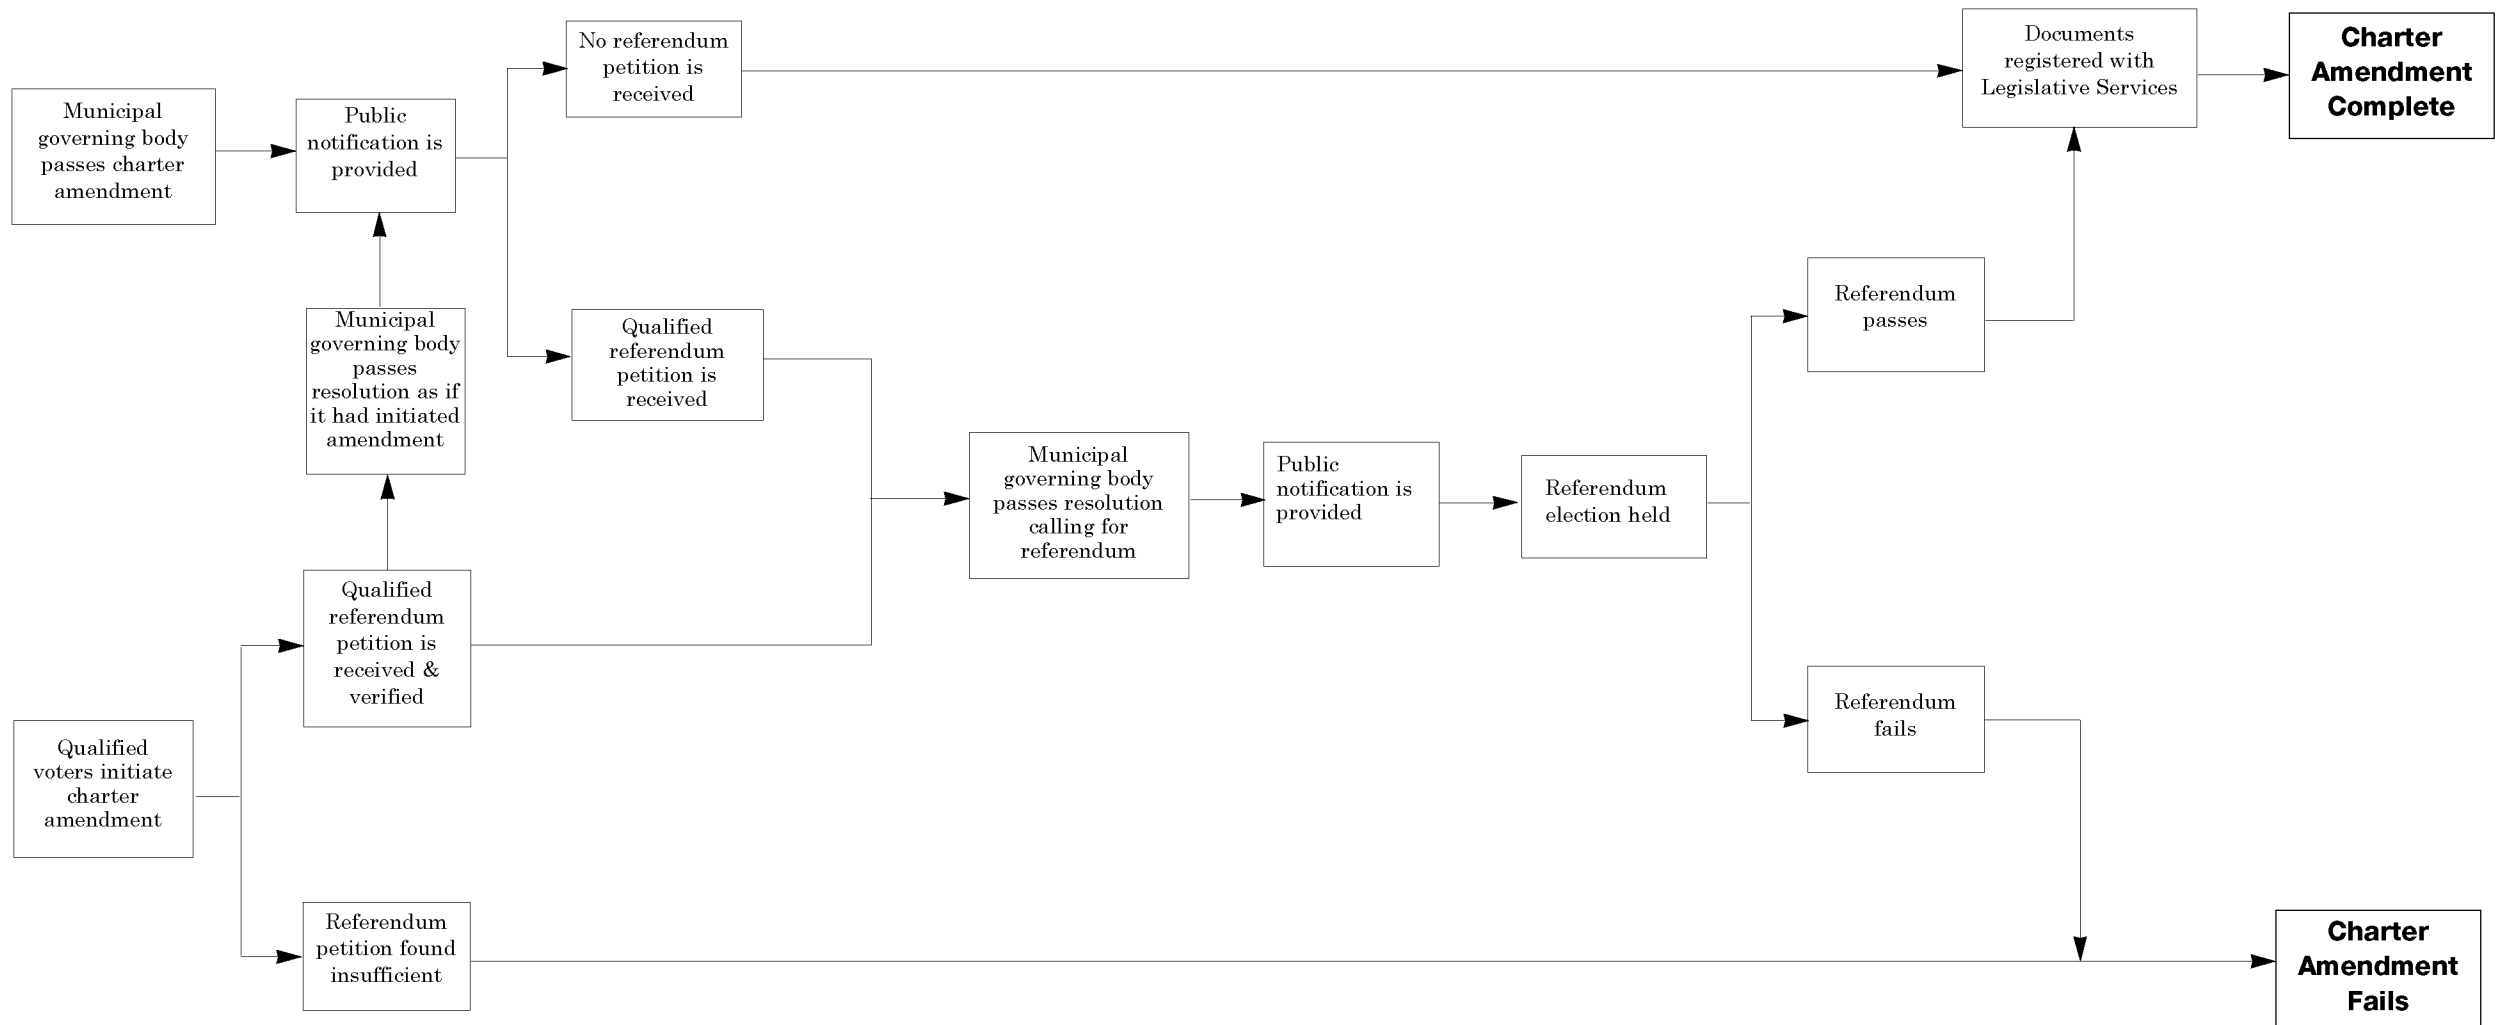 Municipal
governing body
passes charter
amendment
Public
notification is
provided
No referendum
petition is
received
Documents
registered with
Legislative Services
Charter
Amendment
Complete
Municipal
governing body
passes
resolution as if
it had initiated
amendment
Qualified
referendum
petition is
received
Referendum
passes
Municipal
governing body
passes resolution
calling for
referendum
Public
notification is
provided
Referendum
election held
Qualified
referendum
petition is
received &
verified
Referendum
fails
Qualified
voters initiate
charter
amendment
Referendum
petition found
insufficient
Charter
Amendment
Fails